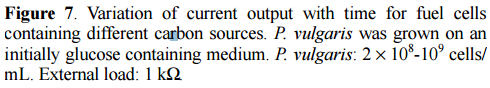 Figure 7. Variation of current output with time for fuel cells
containing different carbon sources. P. vulgaris was grown on an
initially glucose containing medium. P. vulgaris: 2 × 10⁸-10⁹ cells/
mL. External load: 1 kΩ